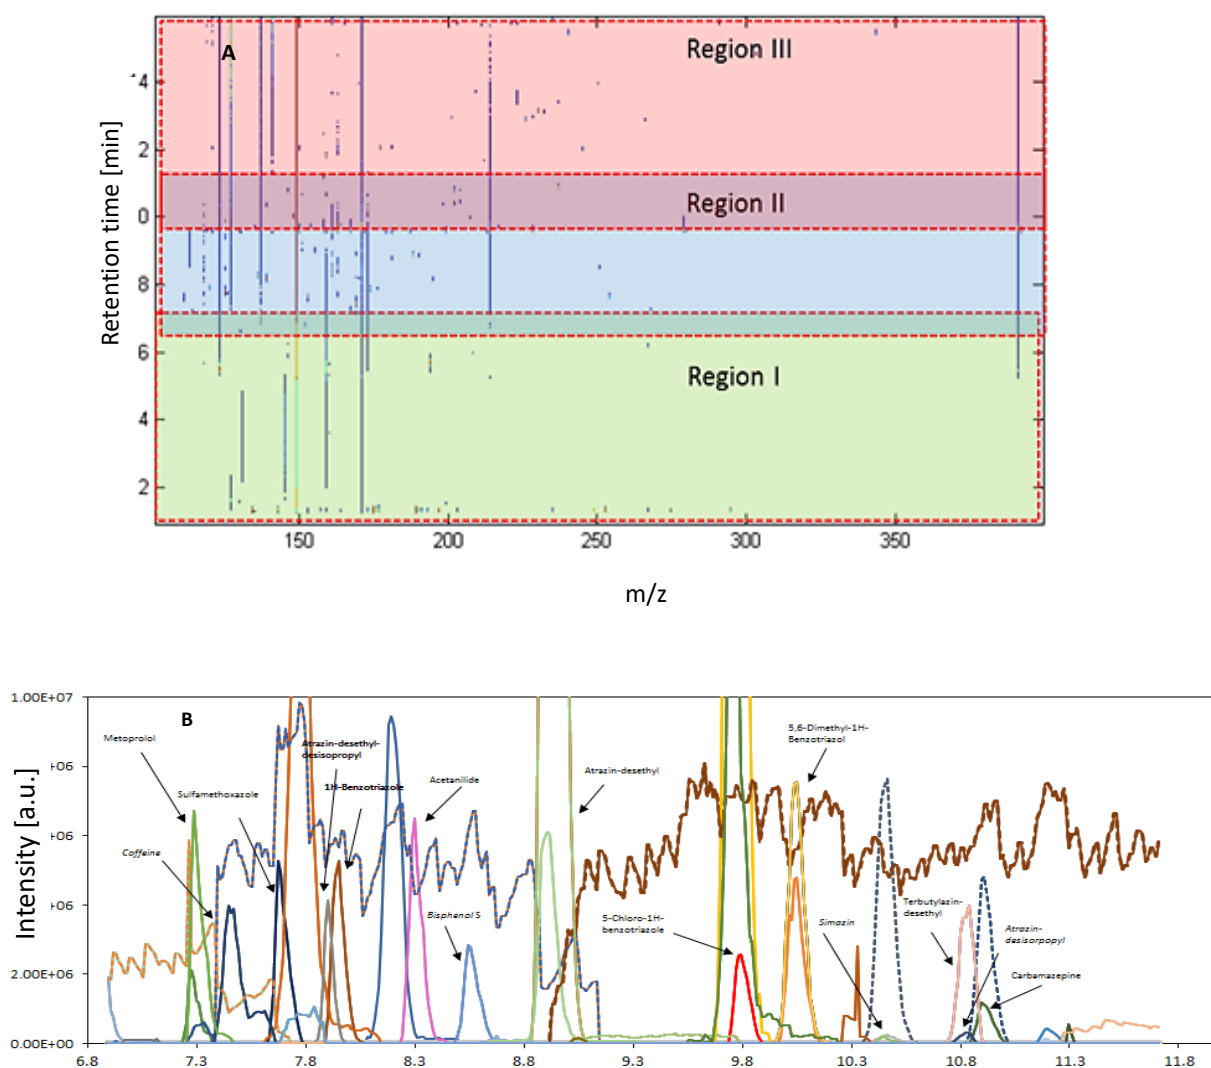 A
Region III
Region II
Region I
Retention time [min]
4
2
0
8
6
4
2
150
200
250
300
350
m/z
B
1.00E+07
+06
+06
+06
2.00E+06
0.00E+00
Intensity [a.u.]
Metoprolol
Sulfamethoxazole
Coffeine
Atrazin-desethyl-
desisopropyl
1H-Benzotriazole
Acetanilide
Bisphenol S
Atrazin-desethyl
5,6-Dimethyl-1H-
Benzotriazol
5-Chloro-1H-
benzotriazole
Simazin
Terbutylazin-
desethyl
Atrazin-
desisorpopyl
Carbamazepine
6.8
7.3
7.8
8.3
8.8
9.3
9.8
10.3
10.8
11.3
11.8